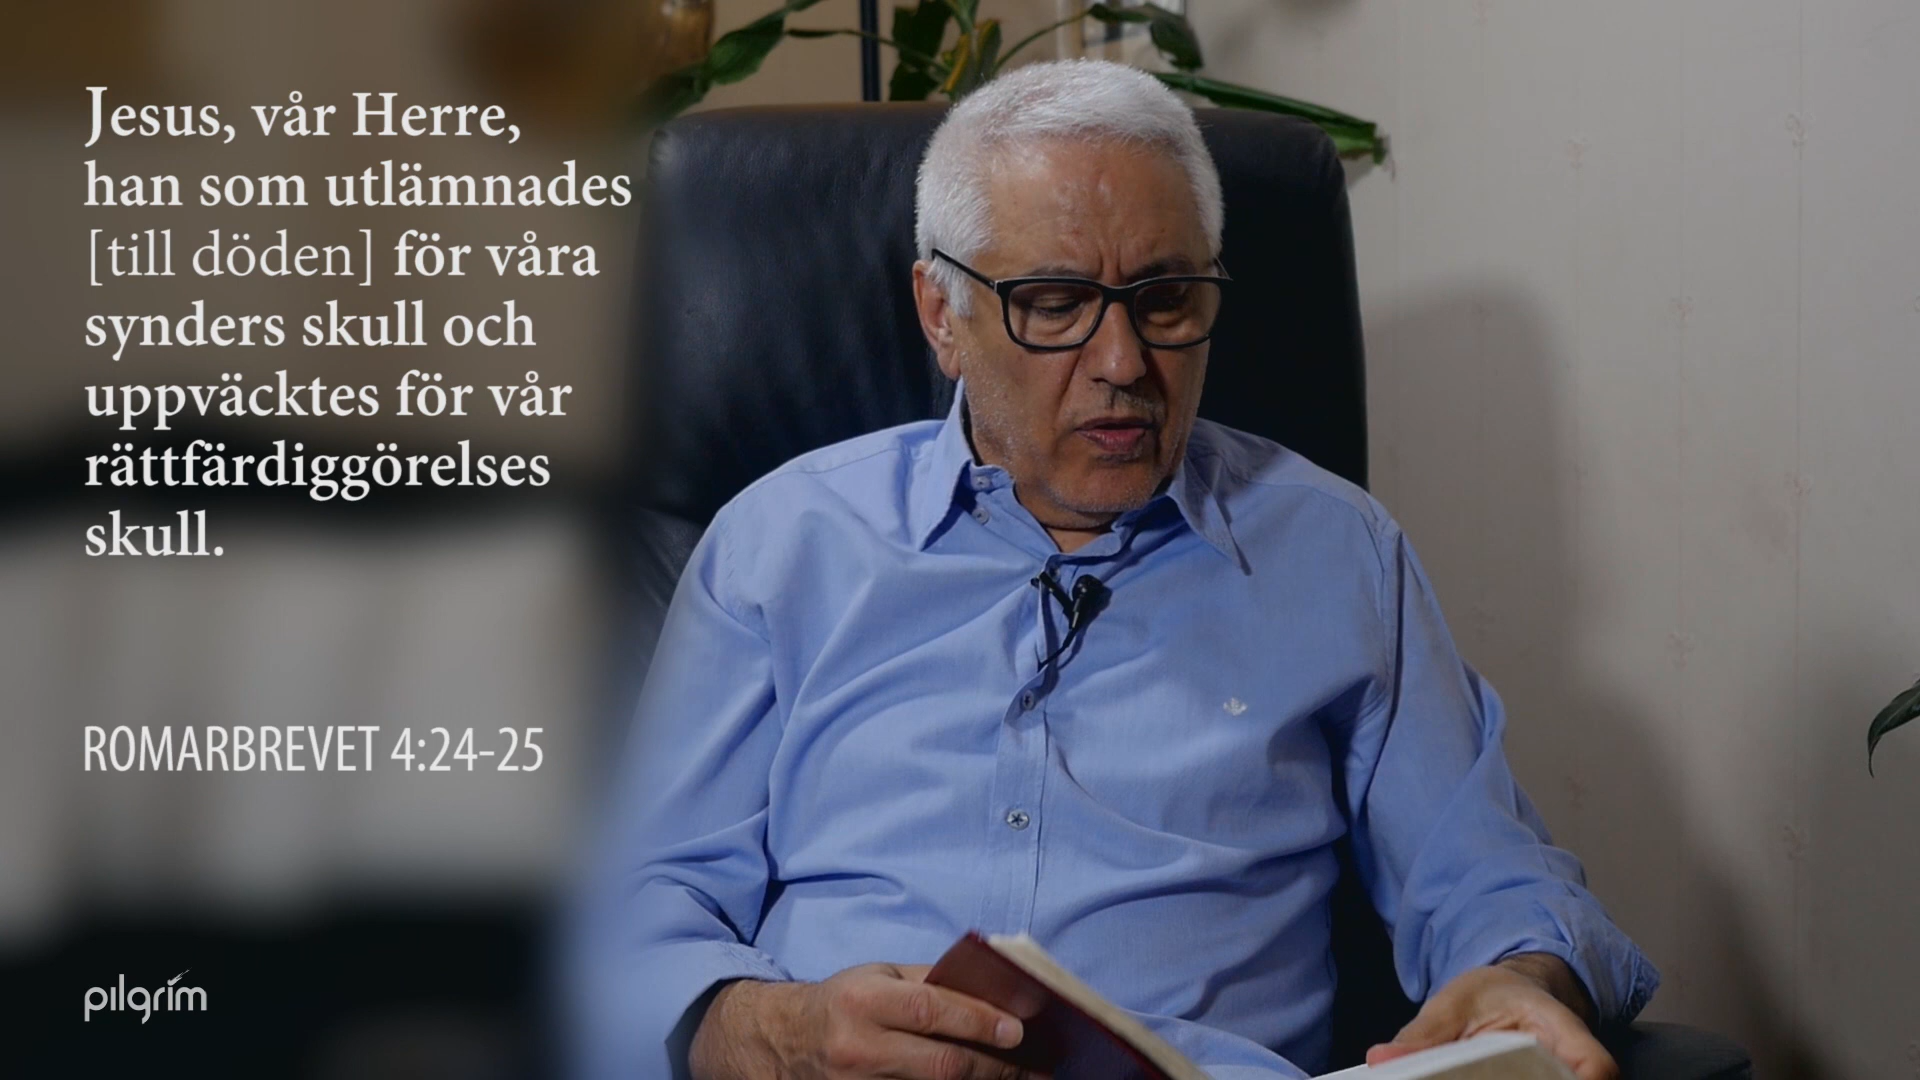 Jesus, vår Herre,
han som utlämnades
[till döden] för våra
synders skull och
uppväcktes för vår
rättfärdiggörelses
skull.
ROMARBREVET 4:24-25
pilgrim